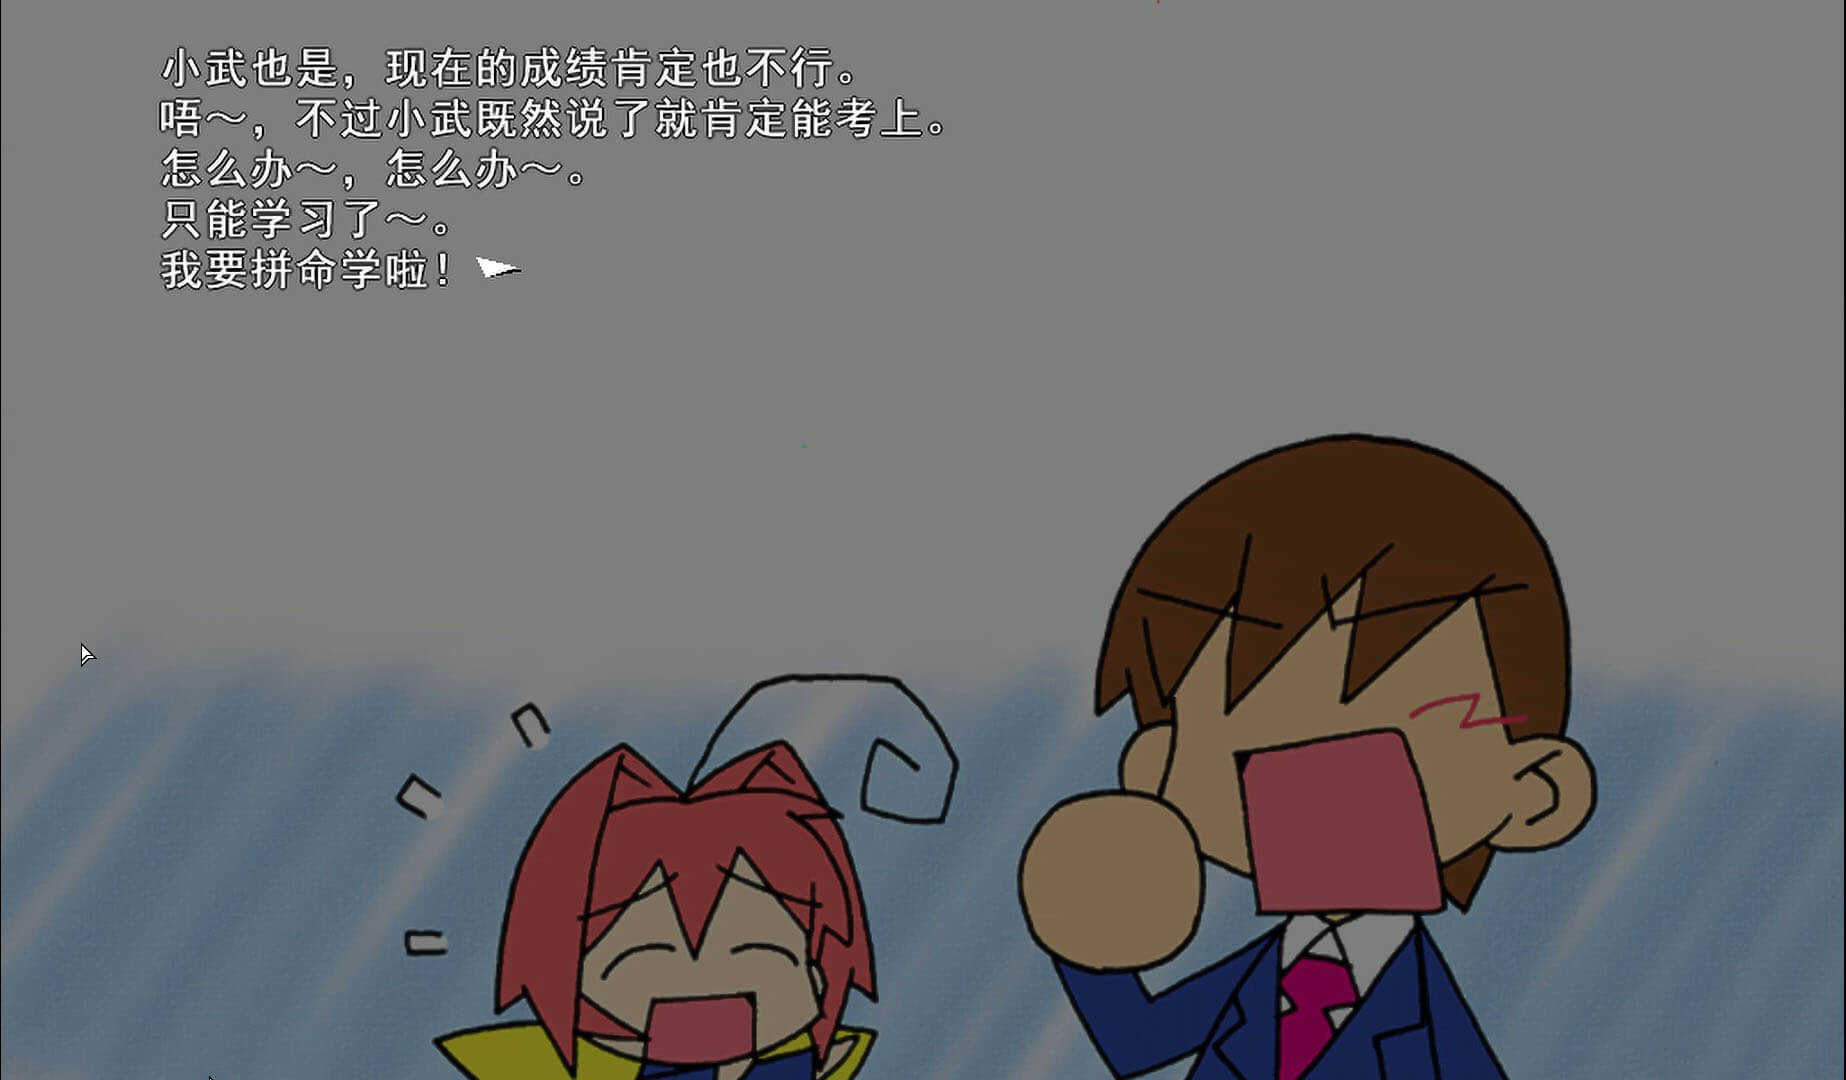 小武也是，现在的成绩肯定也不行。
唔～，不过小武既然说了就肯定能考上。
怎么办～，怎么办～。
只能学习了～。
我要拼命学啦！